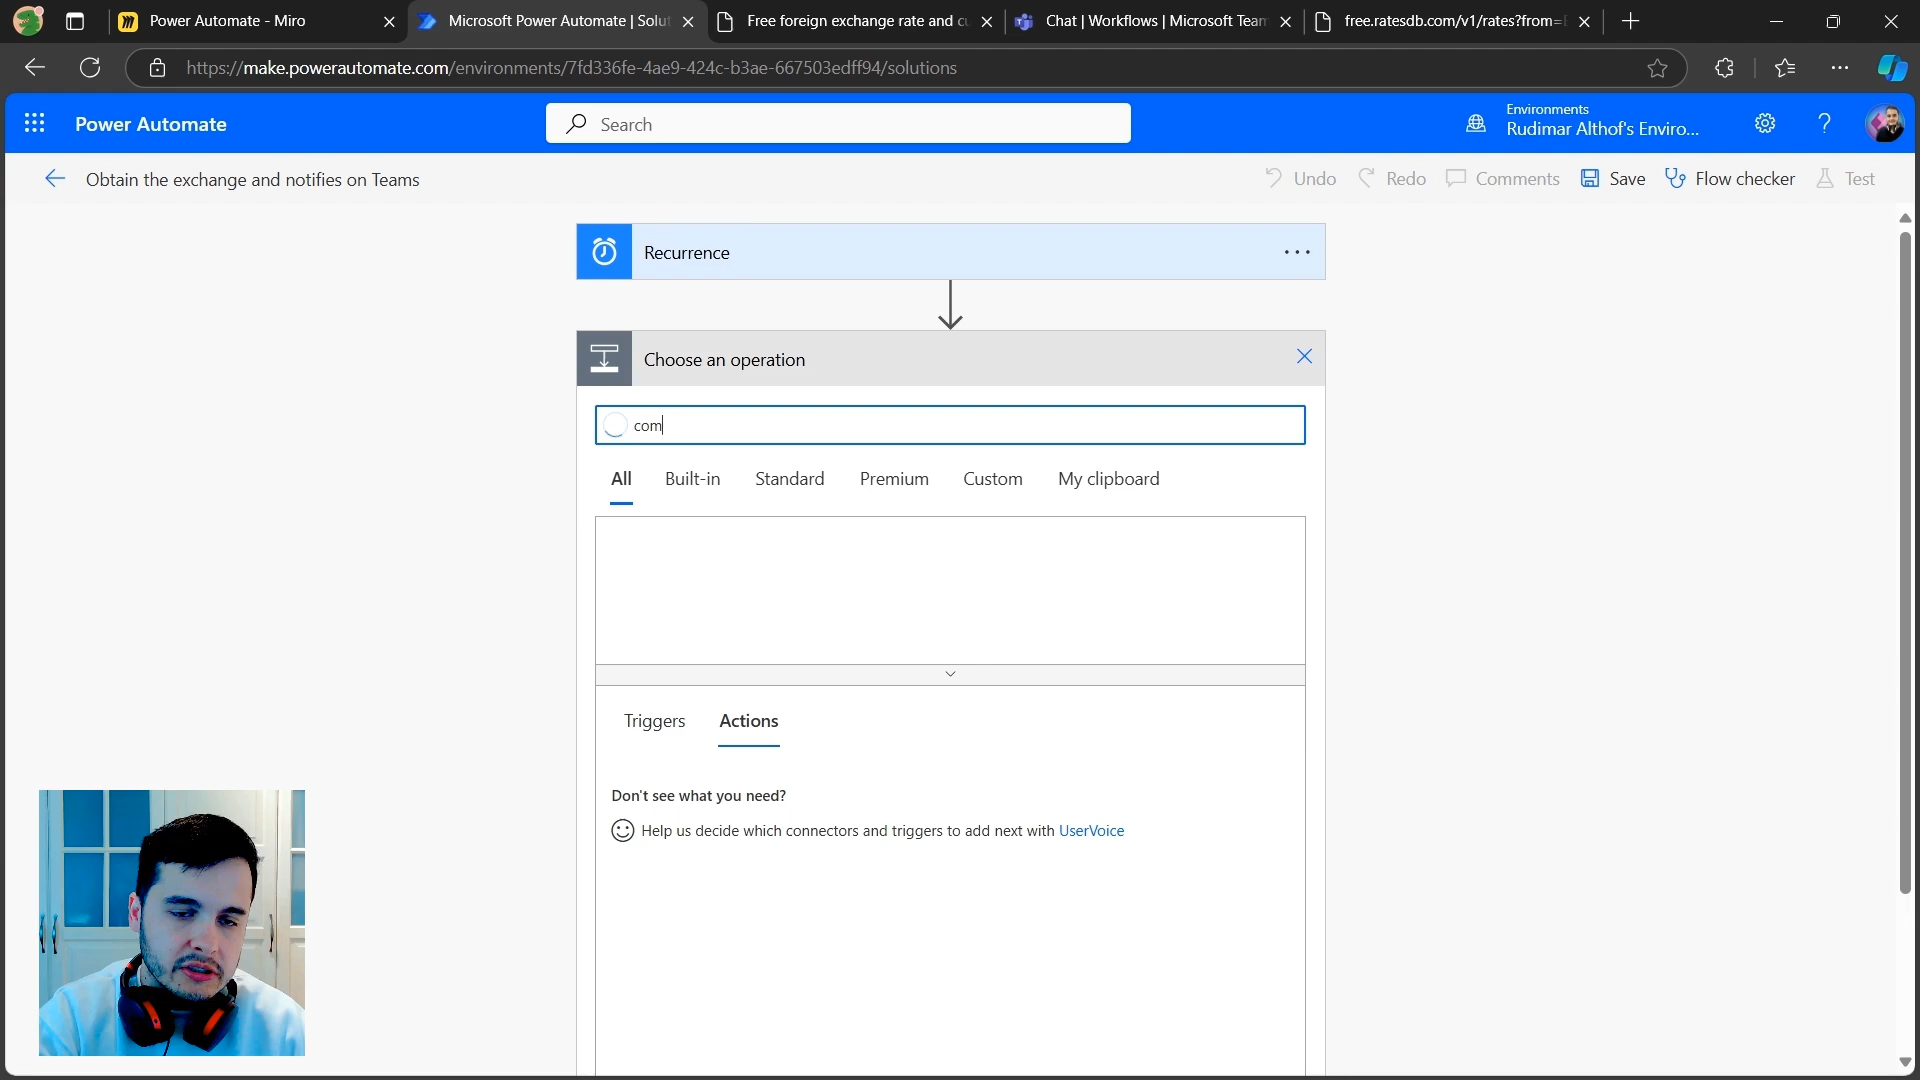 Power Automate - Miro
Microsoft Power Automate | Solut
Free foreign exchange rate and cu
Chat | Workflows | Microsoft Team
free.ratesdb.com/v1/rates?from=E
https://make.powerautomate.com/environments/7fd336fe-4ae9-424c-b3ae-667503edff94/solutions
Power Automate
Search
Environments
Rudimar Althof's Enviro...
Obtain the exchange and notifies on Teams
Undo
Redo
Comments
Save
Flow checker
Test
Recurrence
Choose an operation
com
All
Built-in
Standard
Premium
Custom
My clipboard
Triggers
Actions
Don't see what you need?
Help us decide which connectors and triggers to add next with UserVoice